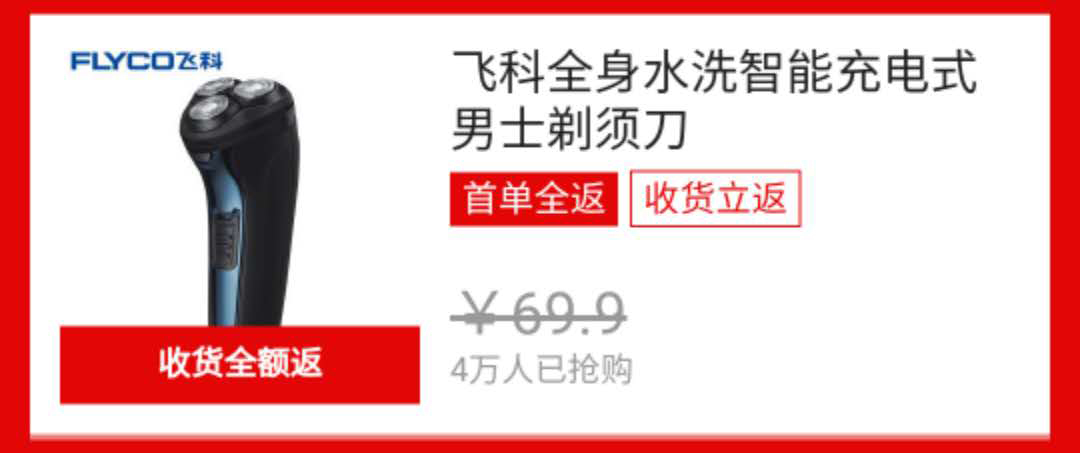 FLYCO飞科
飞科全身水洗智能充电式
男士剃须刀
首单全返 收货立返
￥69.9
4万人已抢购
收货全额返